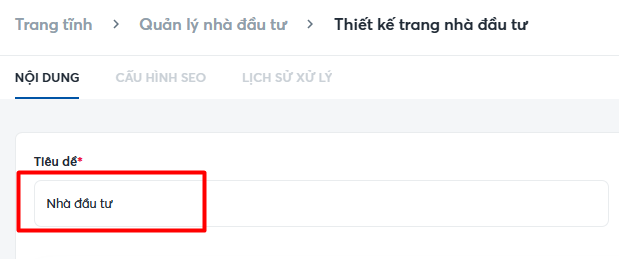 Trang tĩnh > Quản lý nhà đầu tư > Thiết kế trang nhà đầu tư
NỘI DUNG CẤU HÌNH SEO LỊCH SỬ XỬ LÝ
Tiêu đề*
Nhà đầu tư